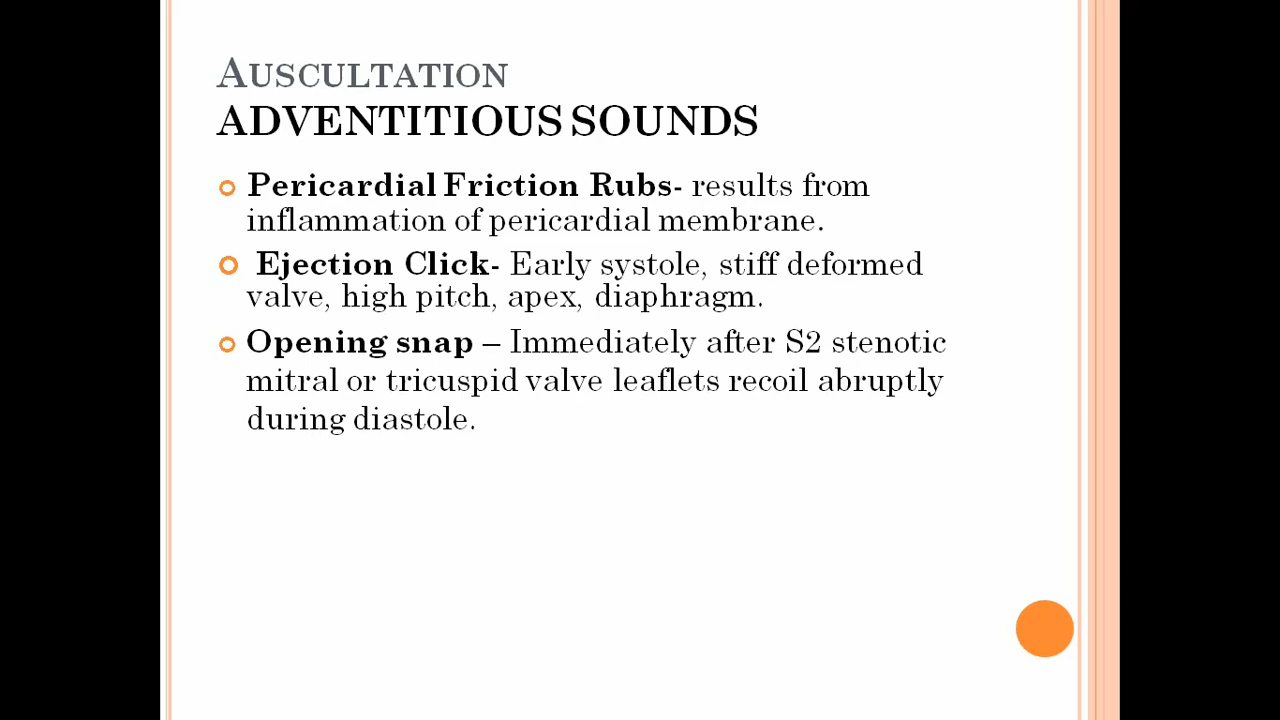 AUSCULTATION
ADVENTITIOUS SOUNDS
Pericardial Friction Rubs- results from
inflammation of pericardial membrane.
Ejection Click- Early systole, stiff deformed
valve, high pitch, apex, diaphragm.
Opening snap – Immediately after S2 stenotic
mitral or tricuspid valve leaflets recoil abruptly
during diastole.